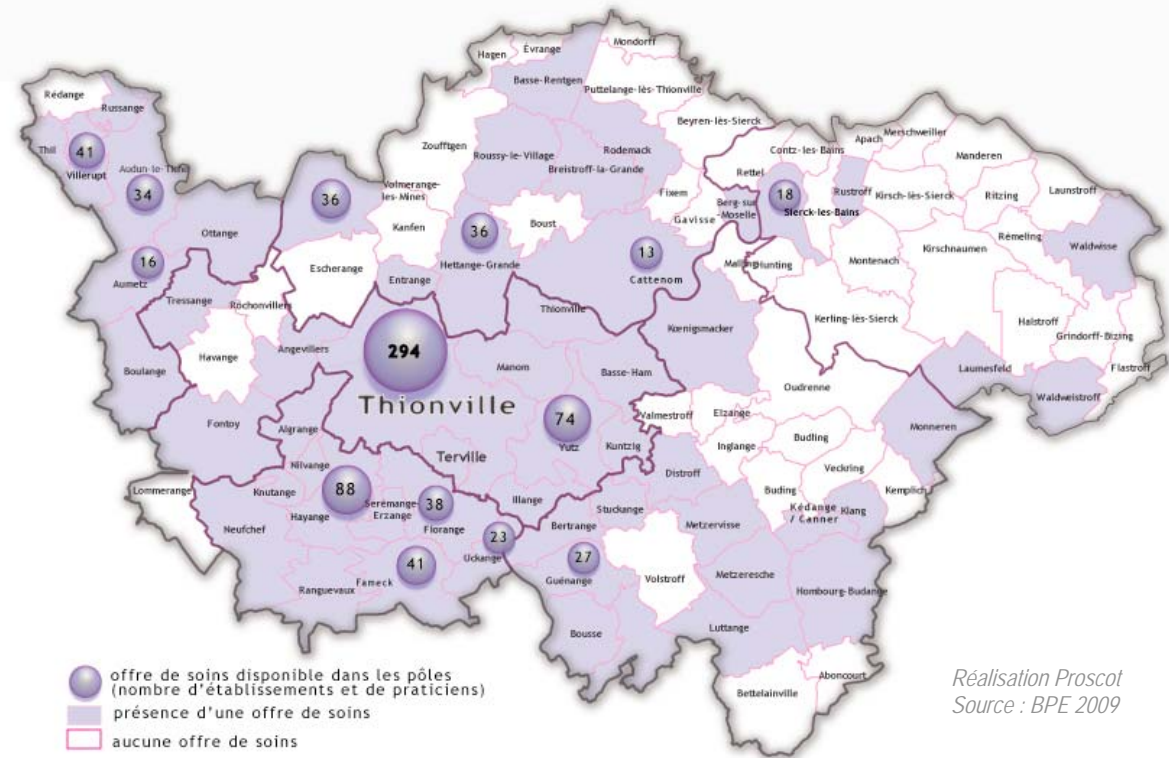 Mondorff
Hagen
Évrange
Basse-Rentgen
Puttelange-lès-Thionville
Rédange
Russange
Beyren-lès-Sierck
Apach
Merschweiller
Thil
41
Villerupt
Audun-le-Tiche
34
Zoufftgen
Roussy-le-Village
Rodemack
Breistroff-la-Grande
Contz-les-Bains
Rettel
Manderen
Launstroff
36
Volmerange-
les-Mines
Kanfen
Fixem
Gavisse
Berg-sur
-Moselle
18
Rustroff
Sierck-les-Bains
Kirsch-lès-Sierck
Ritzing
Ottange
36
Hettange-Grande
Boust
Rémeling
Waldwisse
16
Aumetz
Escherange
Entrange
13
Cattenom
Malling
Hunting
Montenach
Kirschnaumen
Tressange
Rochonvillers
Thionville
Kœnigsmacker
Kerling-lès-Sierck
Halstroff
Grindorff-Bizing
Flastroff
Havange
Angevillers
294
Manom
Basse-Ham
Boulange
Laumesfeld
Waldweistroff
Thionville
Oudrenne
Fontoy
Algrange
74
Yutz
Kuntzig
Valmestroff
Elzange
Inglange
Budling
Monneren
Nilvange
Terville
Distroff
Veckring
Lommerange
Knutange
88
Hayange
Serémange-
Erzange
38
Florange
Illange
Stuckange
Buding
Kemplich
Neufchef
23
Uckange
Bertrange
Metzervisse
Kédange
/ Canner
Klang
41
Fameck
Ranguevaux
27
Guénange
Volstroff
Metzeresche
Hombourg-Budange
Bousse
Luttange
Bettelainville
Aboncourt
offre de soins disponible dans les pôles
(nombre d'établissements et de praticiens)
présence d'une offre de soins
aucune offre de soins
Réalisation Proscot
Source : BPE 2009